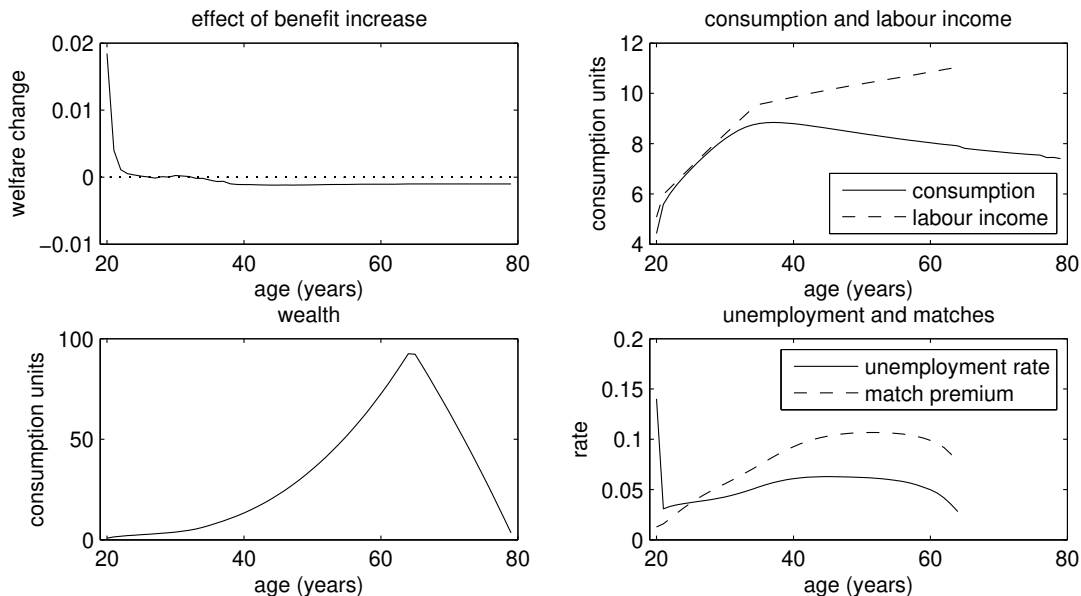 effect of benefit increase
welfare change
0.02
0.01
0
−0.01
20 40 60 80
age (years)
consumption and labour income
consumption units
12
10
8
6
4
consumption
labour income
20 30 40 50 60 70 80
age (years)
wealth
consumption units
100
50
0
20 40 60 80
age (years)
unemployment and matches
rate
0.2
0.15
0.1
0.05
0
unemployment rate
match premium
20 40 60 80
age (years)